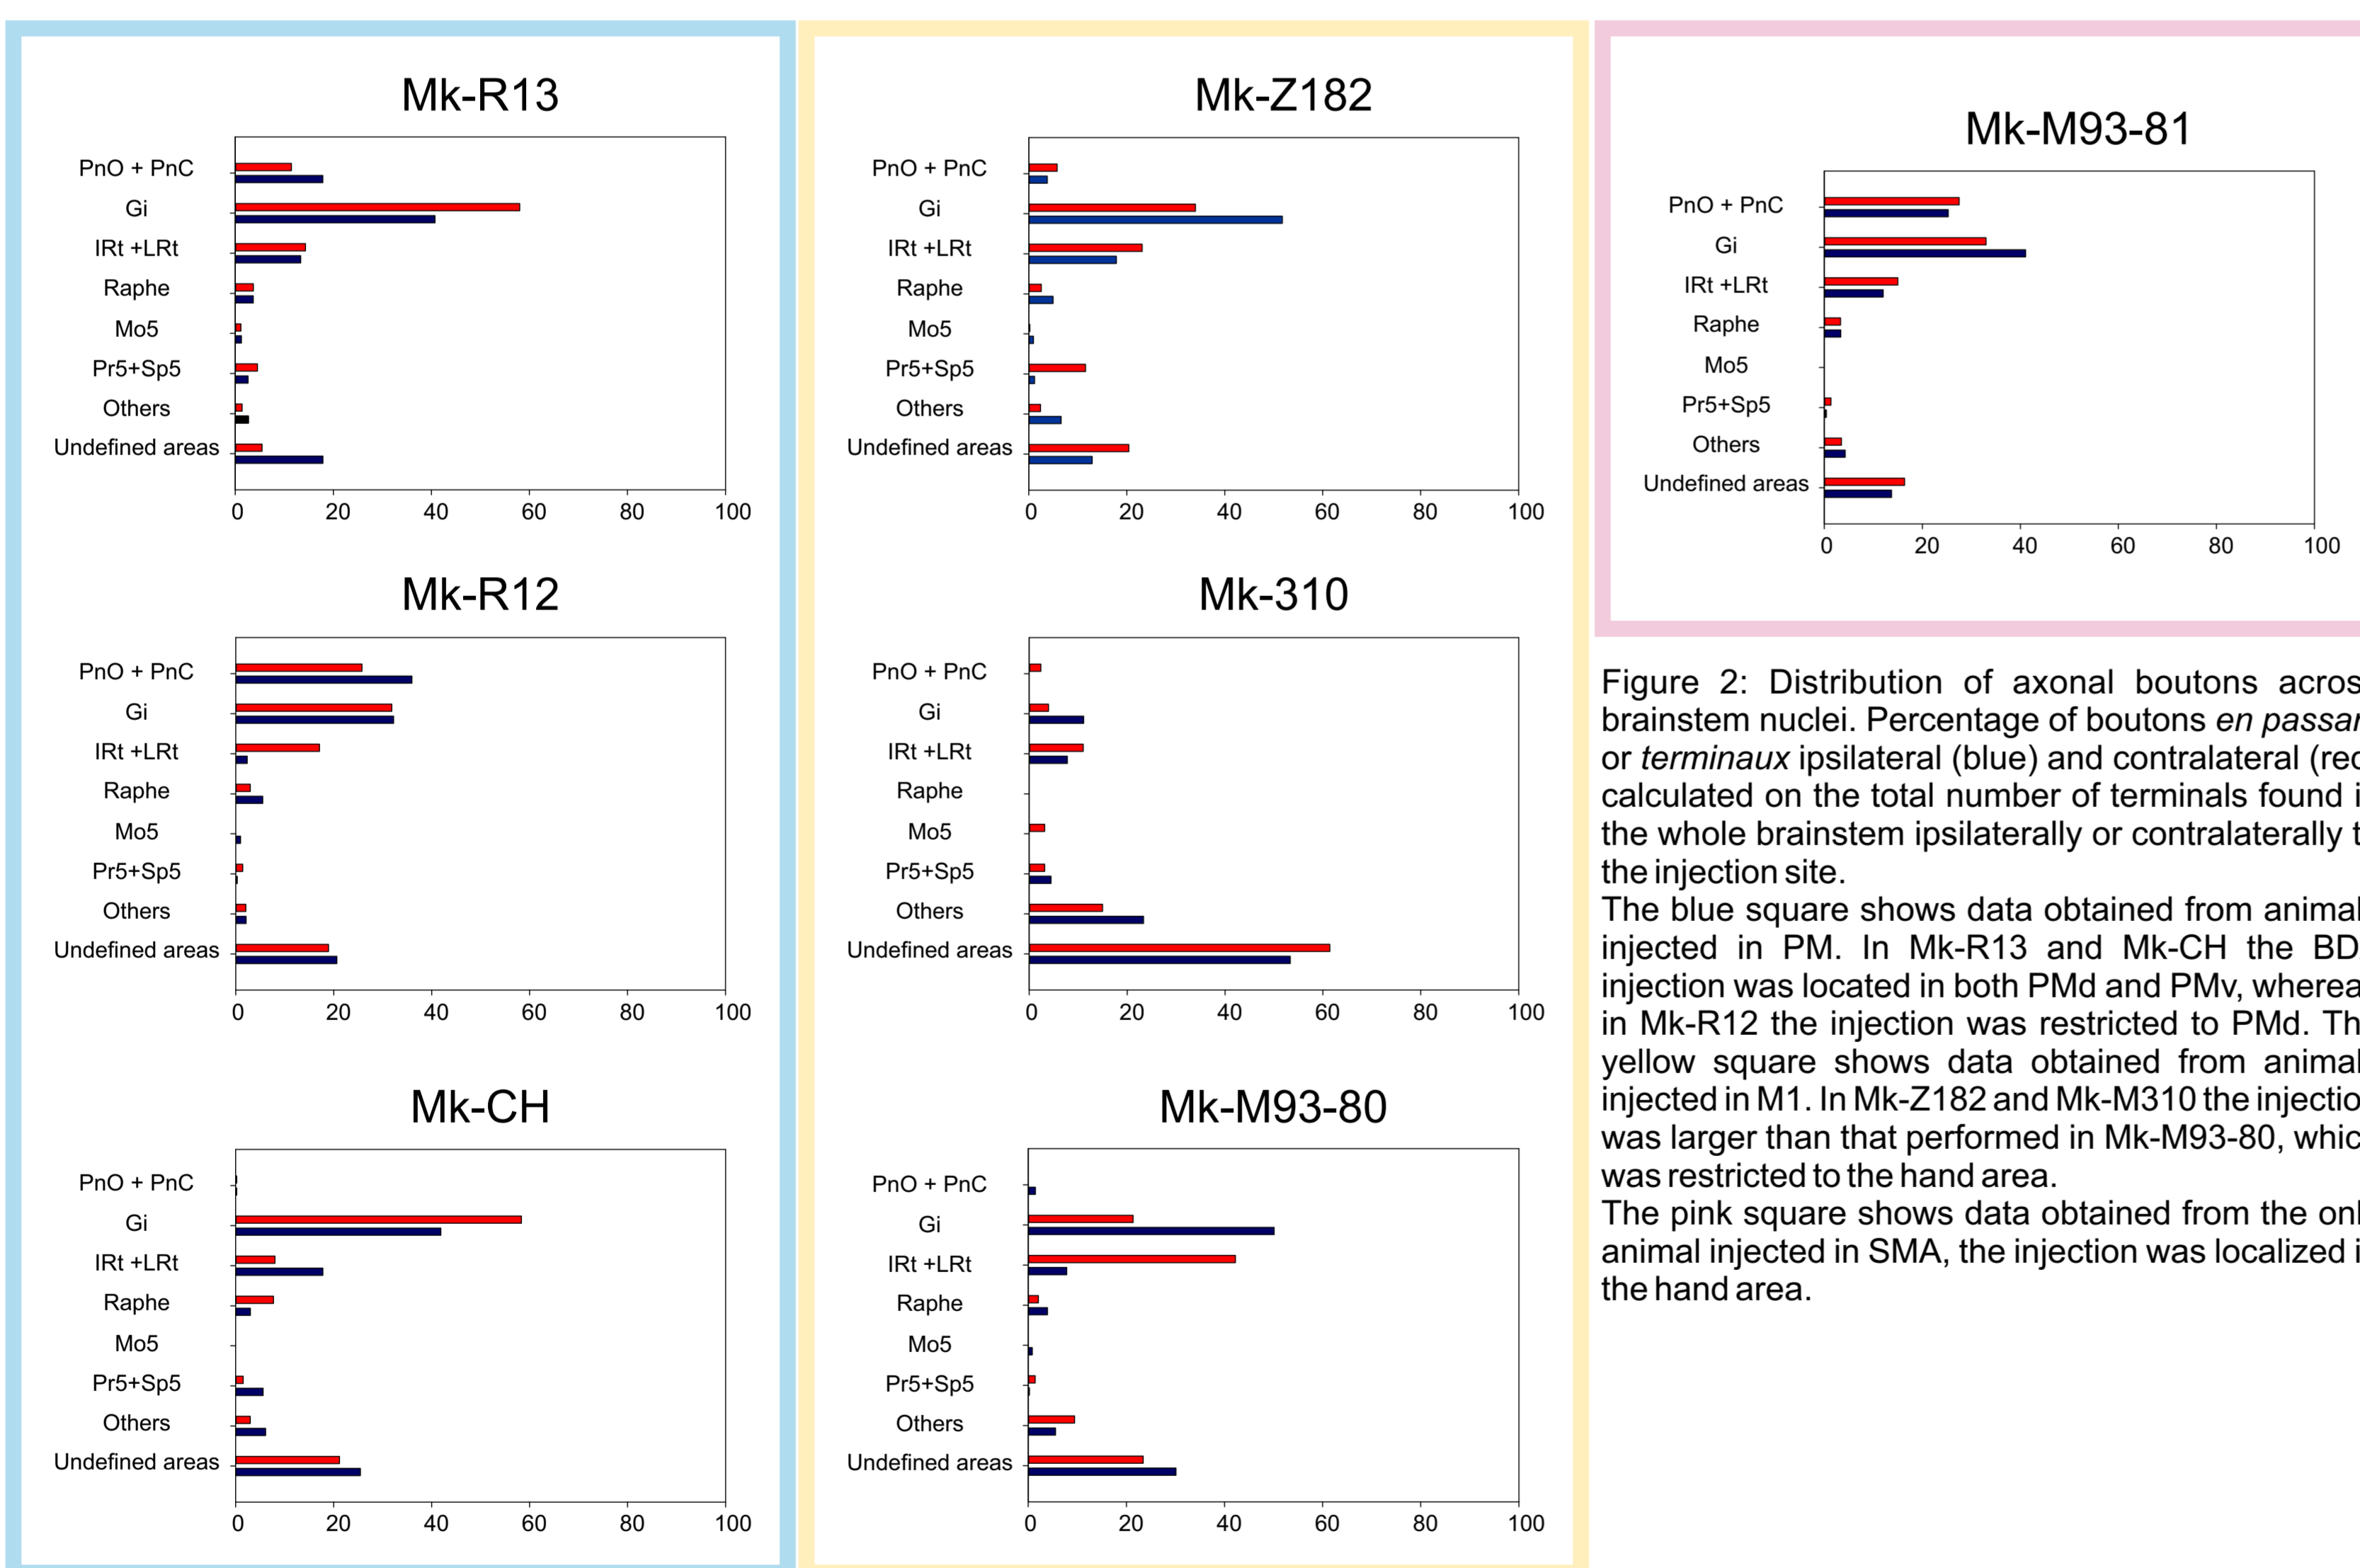 Mk-R13
PnO + PnC
Gi
IRt +LRt
Raphe
Mo5
Pr5+Sp5
Others
Undefined areas
0 20 40 60 80 100
Mk-R12
PnO + PnC
Gi
IRt +LRt
Raphe
Mo5
Pr5+Sp5
Others
Undefined areas
0 20 40 60 80 100
Mk-CH
PnO + PnC
Gi
IRt +LRt
Raphe
Mo5
Pr5+Sp5
Others
Undefined areas
0 20 40 60 80 100
Mk-Z182
PnO + PnC
Gi
IRt +LRt
Raphe
Mo5
Pr5+Sp5
Others
Undefined areas
0 20 40 60 80 100
Mk-310
PnO + PnC
Gi
IRt +LRt
Raphe
Mo5
Pr5+Sp5
Others
Undefined areas
0 20 40 60 80 100
Mk-M93-80
PnO + PnC
Gi
IRt +LRt
Raphe
Mo5
Pr5+Sp5
Others
Undefined areas
0 20 40 60 80 100
Mk-M93-81
PnO + PnC
Gi
IRt +LRt
Raphe
Mo5
Pr5+Sp5
Others
Undefined areas
0 20 40 60 80 100
Figure 2: Distribution of axonal boutons
brainstem nuclei. Percentage of boutons en
or terminaux ipsilateral (blue) and contralateral
calculated on the total number of terminals found
the whole brainstem ipsilaterally or contralaterally
the injection site.
The blue square shows data obtained from
injected in PM. In Mk-R13 and Mk-CH the
injection was located in both PMd and PMv,
in Mk-R12 the injection was restricted to PMd.
yellow square shows data obtained from
injected in M1. In Mk-Z182 and Mk-M310 the
was larger than that performed in Mk-M93-80,
was restricted to the hand area.
The pink square shows data obtained from the
animal injected in SMA, the injection was localized
the hand area.